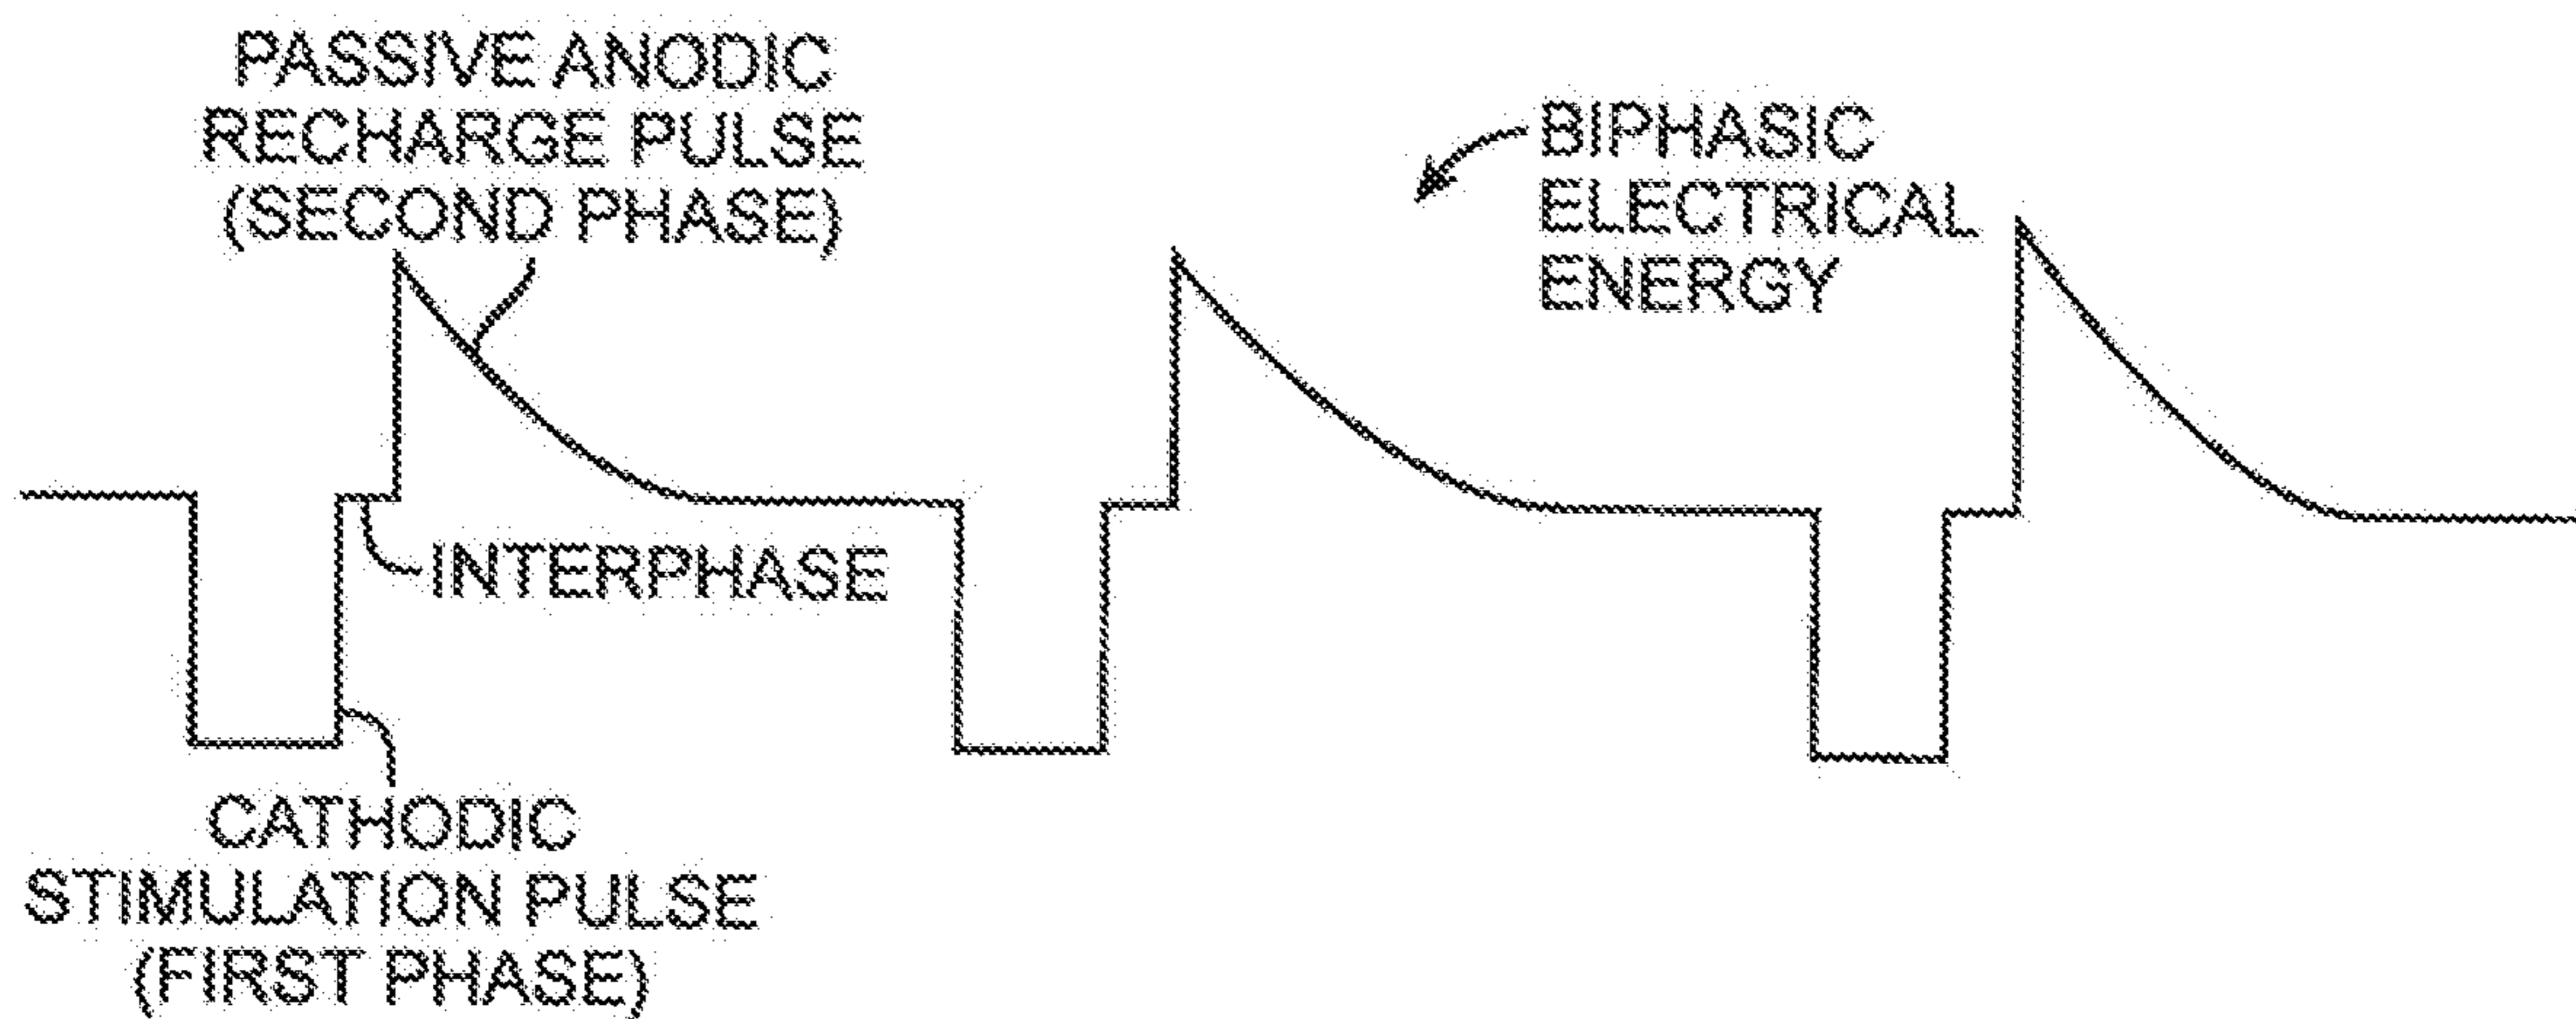 PASSIVE ANODIC
RECHARGE PULSE
(SECOND PHASE)
BIPHASIC
ELECTRICAL
ENERGY
INTERPHASE
CATHODIC
STIMULATION PULSE
(FIRST PHASE)